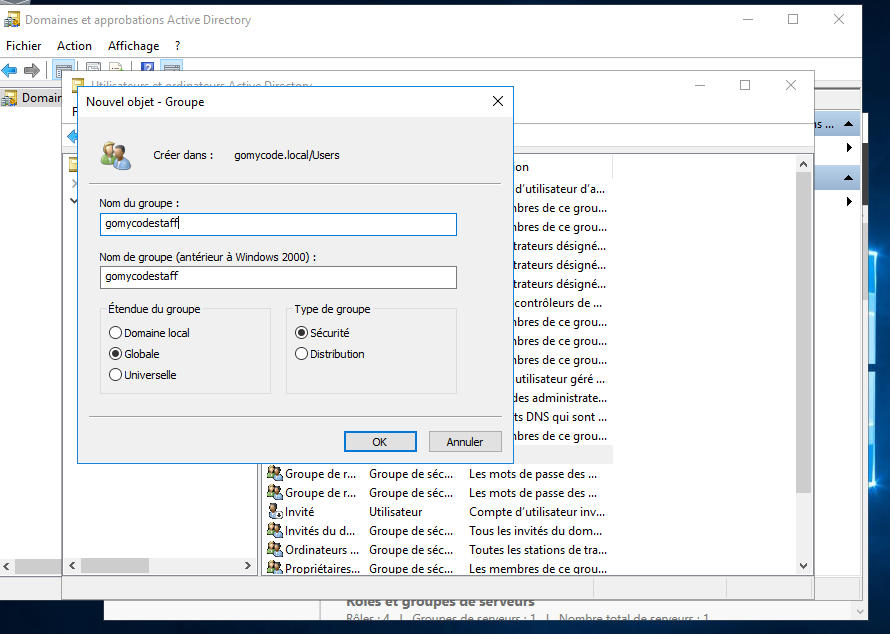 Domaines et approbations Active Directory
Fichier Action Affichage ?
Utilisateurs et ordinateurs Active Directory
Domain
Nouvel objet - Groupe
Créer dans : gomycode.local/Users
Nom du groupe :
gomycodestaff
Nom de groupe (antérieur à Windows 2000) :
gomycodestaff
Étendue du groupe
Domaine local
Globale
Universelle
Type de groupe
Sécurité
Distribution
OK Annuler
ns ...
ion
d'utilisateur d'a...
mbres de ce grou...
mbres de ce grou...
trateurs désigné...
trateurs désigné...
trateurs désigné...
contrôleurs de ...
mbres de ce grou...
mbres de ce grou...
mbres de ce grou...
utilisateur géré ...
des administrate...
ts DNS qui sont ...
mbres de ce grou...
Groupe de r... Groupe de séc... Les mots de passe des ...
Groupe de r... Groupe de séc... Les mots de passe des ...
Invité Utilisateur Compte d'utilisateur inv...
Invités du d... Groupe de séc... Tous les invités du dom...
Ordinateurs ... Groupe de séc... Toutes les stations de tra...
Propriétaires... Groupe de séc... Les membres de ce grou...
Rôles et groupes de serveurs
Rôles : 4 | Groupes de serveurs : 1 | Nombre total de serveurs : 1